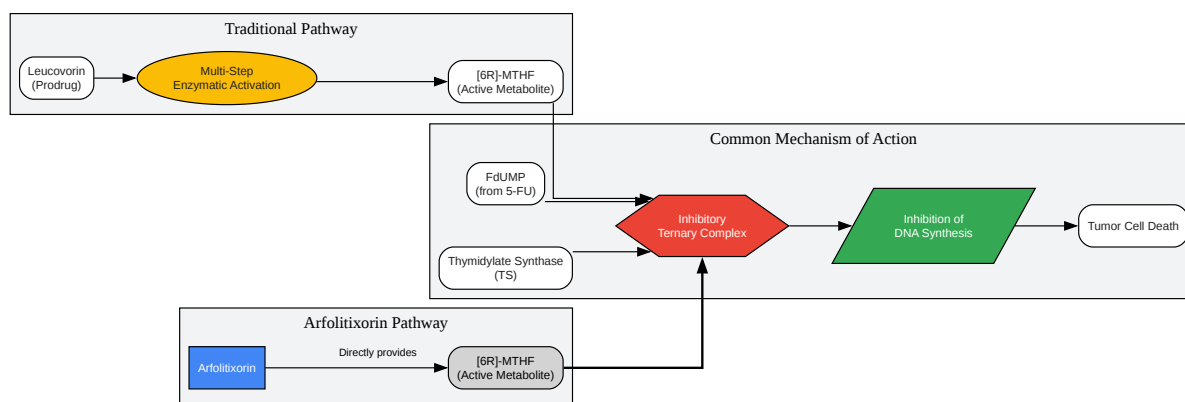 Traditional Pathway
Leucovorin
(Prodrug)
Multi-Step
Enzymatic Activation
[6R]-MTHF
(Active Metabolite)
Common Mechanism of Action
FdUMP
(from 5-FU)
Thymidylate Synthase
(TS)
Inhibitory
Ternary Complex
Inhibition of
DNA Synthesis
Tumor Cell Death
Arfolitixorin Pathway
Arfolitixorin
Directly provides
[6R]-MTHF
(Active Metabolite)